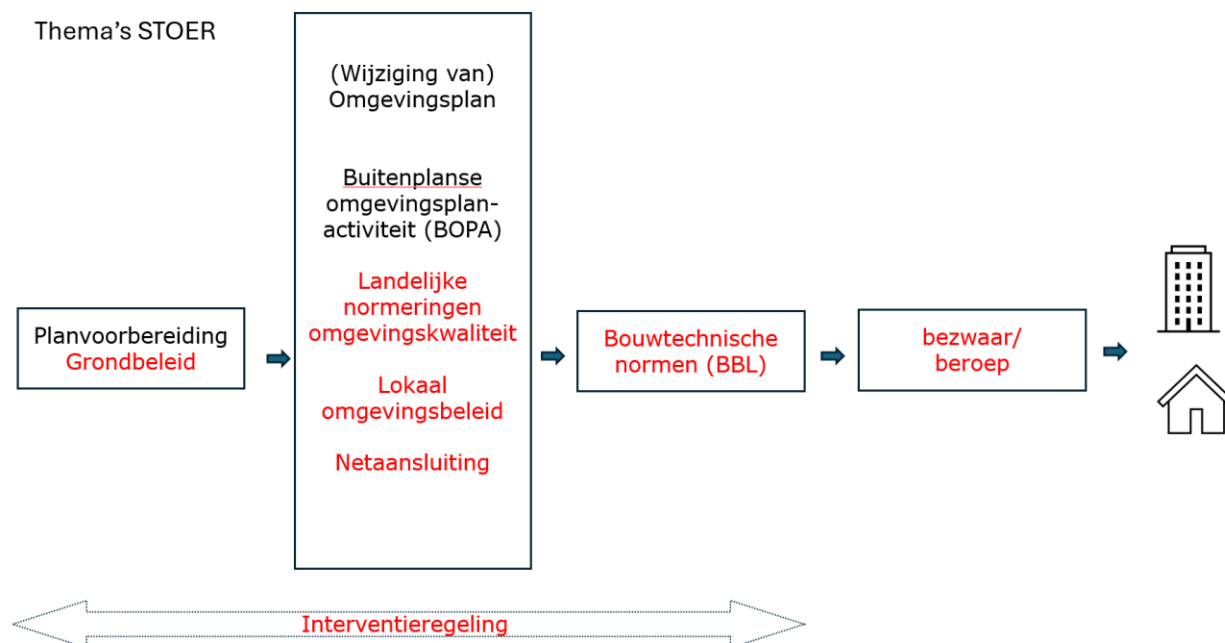 Thema's STOER
(Wijziging van)
Omgevingsplan
Buitenplanse
omgevingsplan-
activiteit (BOPA)
Landelijke
normeringen
omgevingskwaliteit
Lokaal
omgevingsbeleid
Netaansluiting
Planvoorbereiding
Grondbeleid
Bouwtechnische
normen (BBL)
bezwaar/
beroep
Interventieregeling